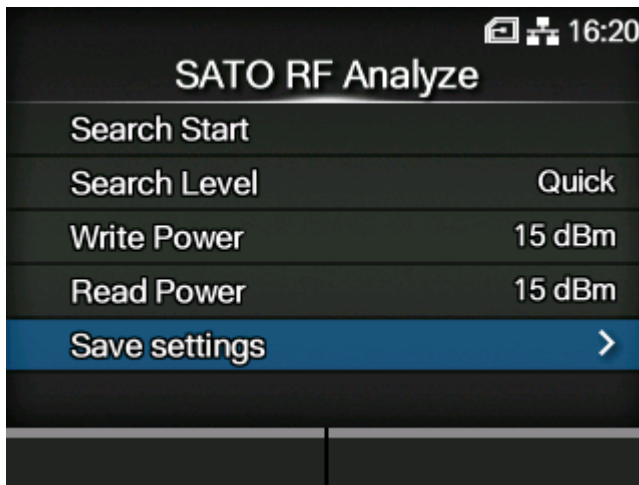 16:20
SATO RF Analyze
Search Start
Search Level Quick
Write Power 15 dBm
Read Power 15 dBm
Save settings